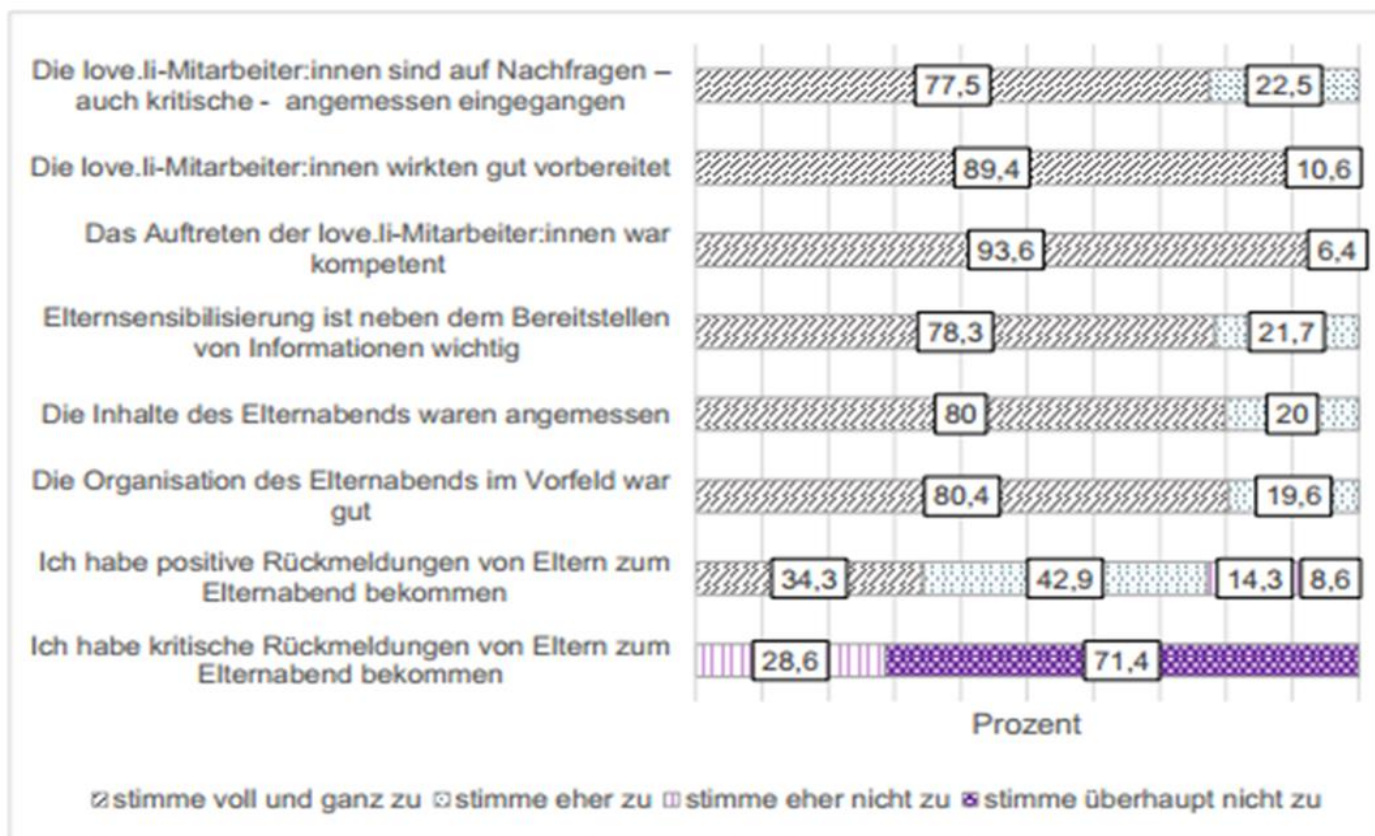 Die love.li-Mitarbeiter:innen sind auf Nachfragen –
auch kritische - angemessen eingegangen
77,5
22,5
Die love.li-Mitarbeiter:innen wirkten gut vorbereitet
89,4
10,6
Das Auftreten der love.li-Mitarbeiter:innen war
kompetent
93,6
6,4
Elternsensibilisierung ist neben dem Bereitstellen
von Informationen wichtig
78,3
21,7
Die Inhalte des Elternabends waren angemessen
80
20
Die Organisation des Elternabends im Vorfeld war
gut
80,4
19,6
Ich habe positive Rückmeldungen von Eltern zum
Elternabend bekommen
34,3
42,9
14,3
8,6
Ich habe kritische Rückmeldungen von Eltern zum
Elternabend bekommen
28,6
71,4
Prozent
stimme voll und ganz zu stimme eher zu stimme eher nicht zu stimme überhaupt nicht zu